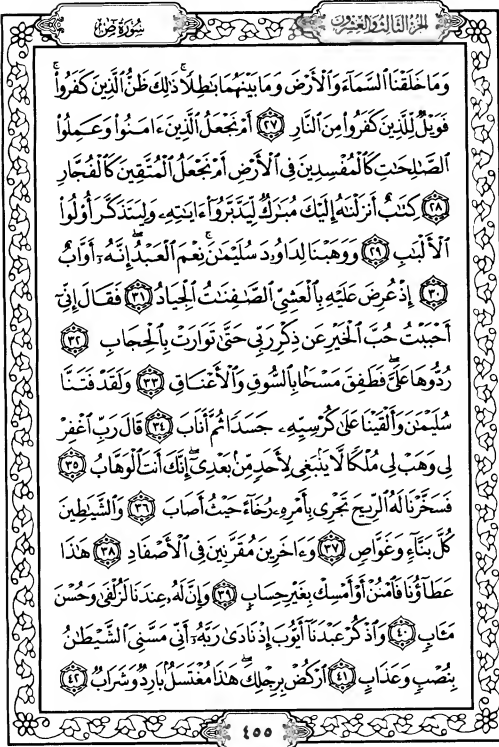 الجزء الثالث والعشرون
سورة ص
وَمَا خَلَقْنَا ٱلسَّمَآءَ وَٱلْأَرْضَ وَمَا بَيْنَهُمَا بَٰطِلًا ۚ ذَٰلِكَ ظَنُّ ٱلَّذِينَ كَفَرُوا۟ ۚ
فَوَيْلٌ لِّلَّذِينَ كَفَرُوا۟ مِنَ ٱلنَّارِ ٢٧ أَمْ نَجْعَلُ ٱلَّذِينَ ءَامَنُوا۟ وَعَمِلُوا۟
ٱلصَّٰلِحَٰتِ كَٱلْمُفْسِدِينَ فِى ٱلْأَرْضِ أَمْ نَجْعَلُ ٱلْمُتَّقِينَ كَٱلْفُجَّارِ
٢٨ كِتَٰبٌ أَنزَلْنَٰهُ إِلَيْكَ مُبَٰرَكٌ لِّيَدَّبَّرُوٓا۟ ءَايَٰتِهِۦ وَلِيَتَذَكَّرَ أُو۟لُوا۟
ٱلْأَلْبَٰبِ ٢٩ وَوَهَبْنَا لِدَاوُۥدَ سُلَيْمَٰنَ ۚ نِعْمَ ٱلْعَبْدُ ۖ إِنَّهُۥٓ أَوَّابٌ
٣٠ إِذْ عُرِضَ عَلَيْهِ بِٱلْعَشِىِّ ٱلصَّٰفِنَٰتُ ٱلْجِيَادُ ٣١ فَقَالَ إِنِّىٓ
أَحْبَبْتُ حُبَّ ٱلْخَيْرِ عَن ذِكْرِ رَبِّى حَتَّىٰ تَوَارَتْ بِٱلْحِجَابِ ٣٢
رُدُّوهَا عَلَىَّ ۖ فَطَفِقَ مَسْحًۢا بِٱلسُّوقِ وَٱلْأَعْنَاقِ ٣٣ وَلَقَدْ فَتَنَّا
سُلَيْمَٰنَ وَأَلْقَيْنَا عَلَىٰ كُرْسِيِّهِۦ جَسَدًا ثُمَّ أَنَابَ ٣٤ قَالَ رَبِّ ٱغْفِرْ
لِى وَهَبْ لِى مُلْكًا لَّا يَنۢبَغِى لِأَحَدٍ مِّنۢ بَعْدِىٓ ۖ إِنَّكَ أَنتَ ٱلْوَهَّابُ ٣٥
فَسَخَّرْنَا لَهُ ٱلرِّيحَ تَجْرِى بِأَمْرِهِۦ رُخَآءً حَيْثُ أَصَابَ ٣٦ وَٱلشَّيَٰطِينَ
كُلَّ بَنَّآءٍ وَغَوَّاصٍ ٣٧ وَءَاخَرِينَ مُقَرَّنِينَ فِى ٱلْأَصْفَادِ ٣٨ هَٰذَا
عَطَآؤُنَا فَٱمْنُنْ أَوْ أَمْسِكْ بِغَيْرِ حِسَابٍ ٣٩ وَإِنَّ لَهُۥ عِندَنَا لَزُلْفَىٰ وَحُسْنَ
مَـَٔابٍ ٤٠ وَٱذْكُرْ عَبْدَنَآ أَيُّوبَ إِذْ نَادَىٰ رَبَّهُۥٓ أَنِّى مَسَّنِىَ ٱلشَّيْطَٰنُ
بِنُصْبٍ وَعَذَابٍ ٤١ ٱرْكُضْ بِرِجْلِكَ ۖ هَٰذَا مُغْتَسَلٌۢ بَارِدٌ وَشَرَابٌ ٤٢
٤٥٥